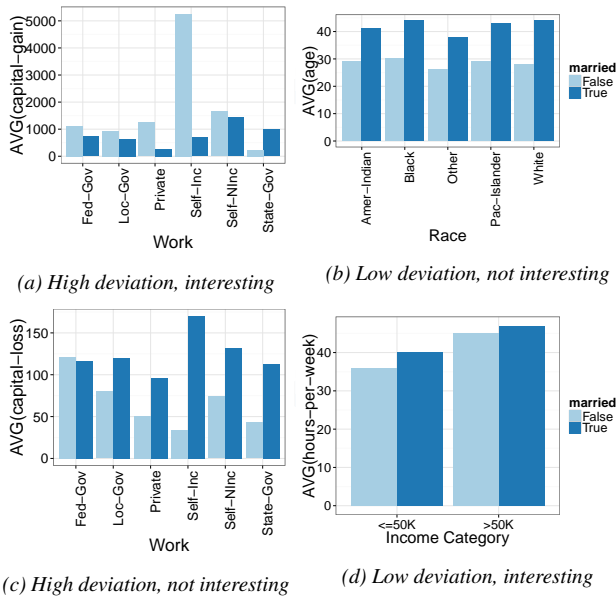 AVG(capital−gain)
5000
4000
3000
2000
1000
0
Fed−Gov
Loc−Gov
Private
Self−Inc
Self−NInc
State−Gov
Work
(a) High deviation, interesting
AVG(age)
40
30
20
10
0
Amer−Indian
Black
Other
Pac−Islander
White
Race
married
False
True
(b) Low deviation, not interesting
AVG(capital−loss)
150
100
50
0
Fed−Gov
Loc−Gov
Private
Self−Inc
Self−NInc
State−Gov
Work
(c) High deviation, not interesting
AVG(hours−per−week)
40
30
20
10
0
<=50K
>50K
Income Category
married
False
True
(d) Low deviation, interesting